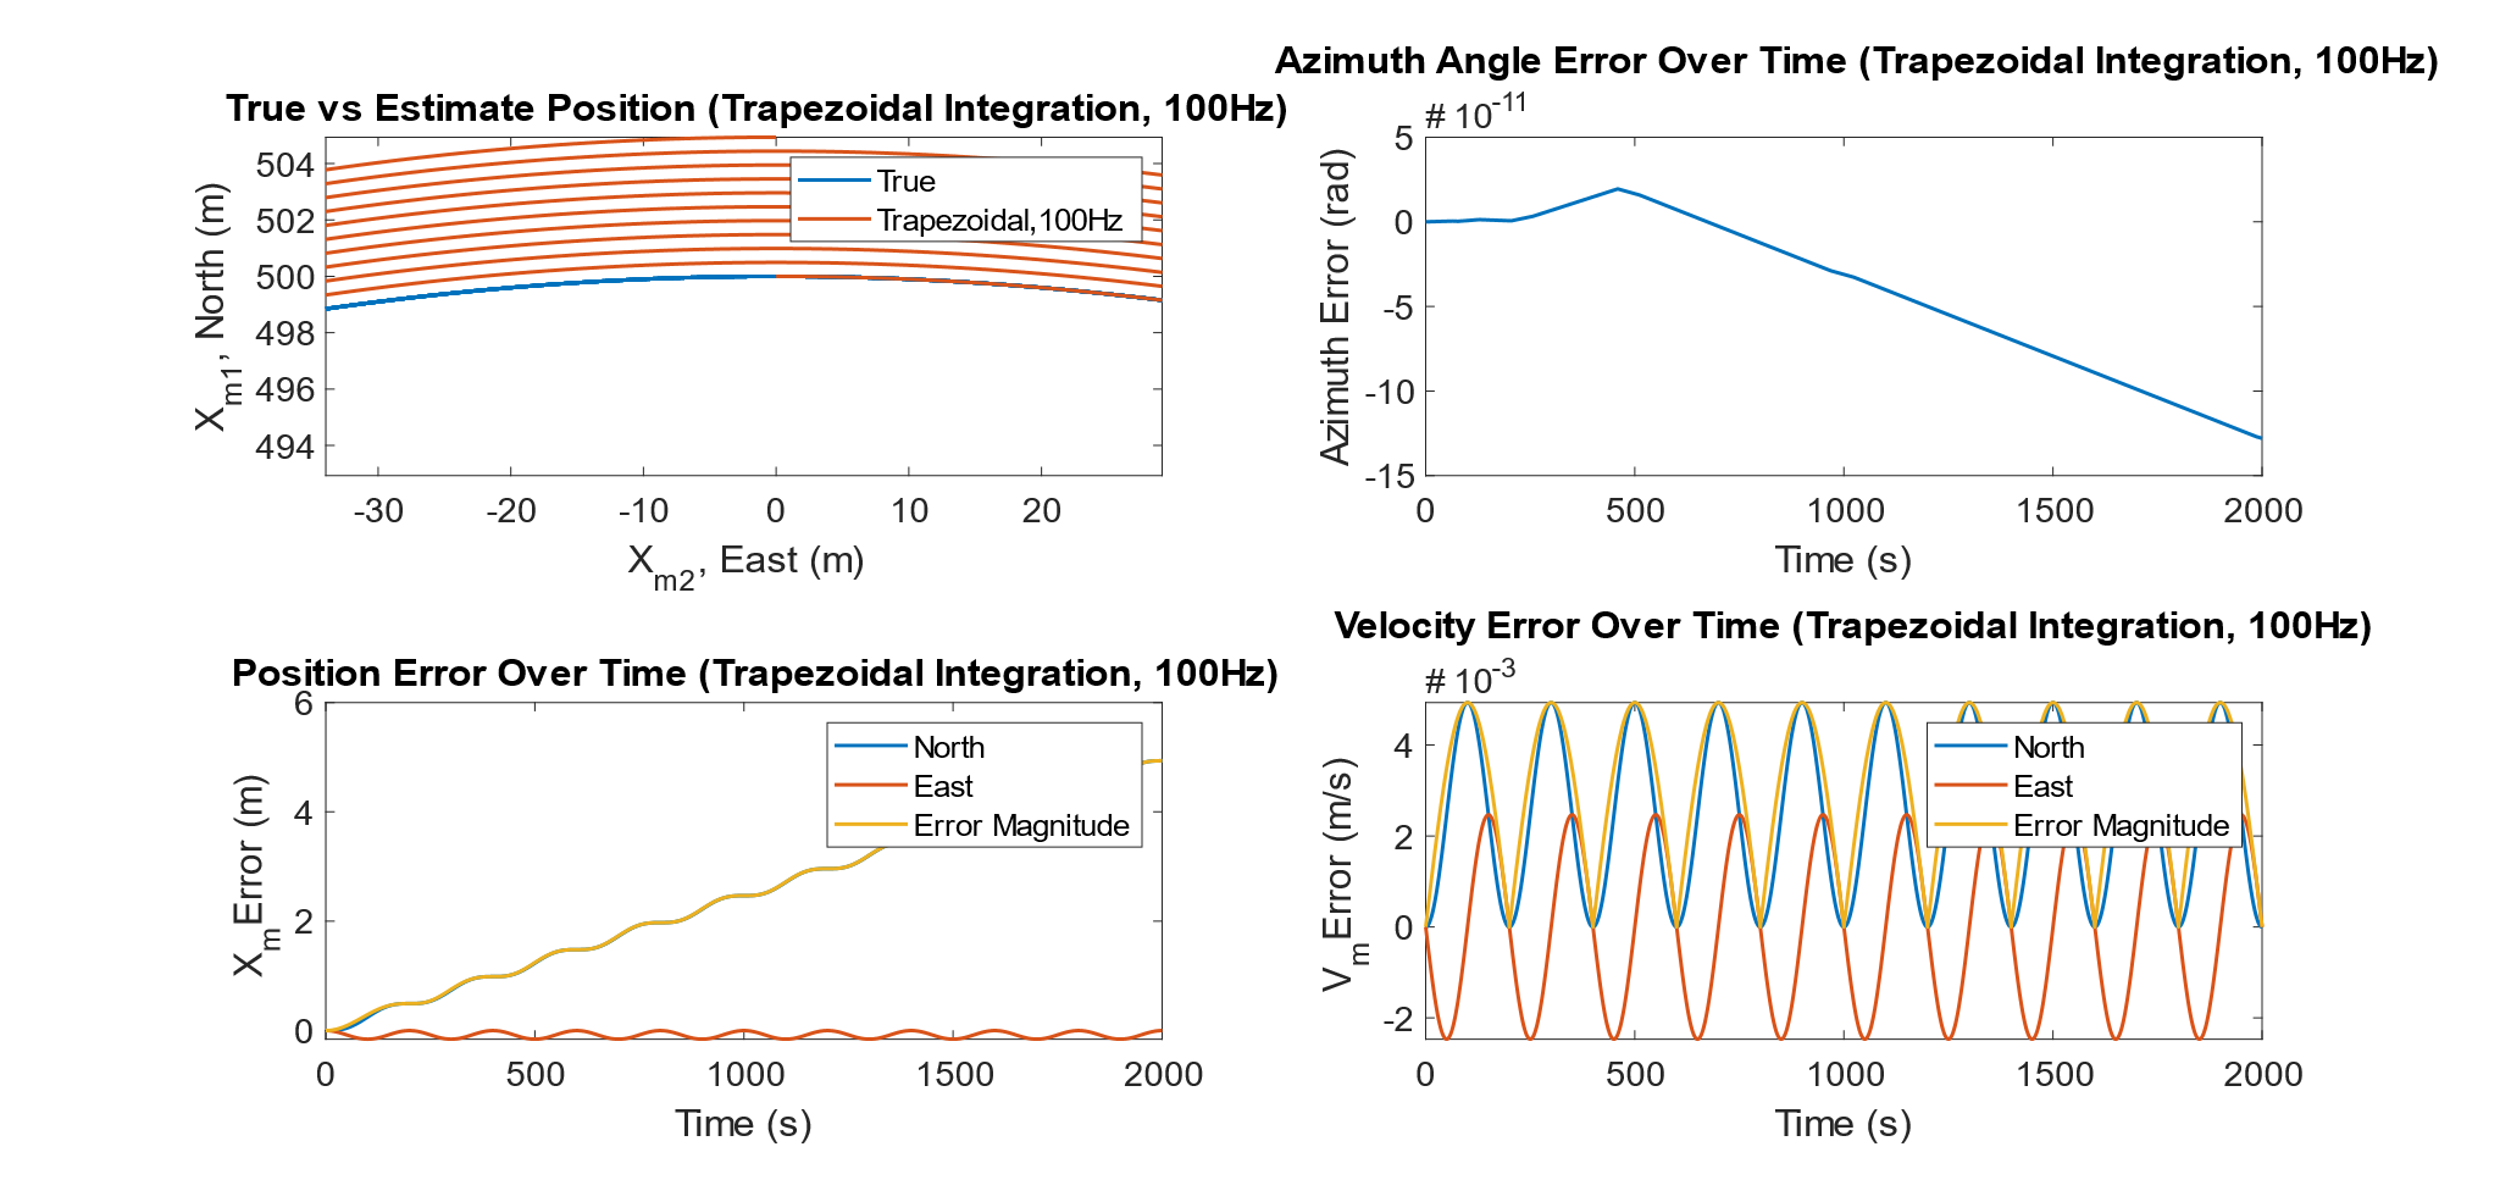 True vs Estimate Position (Trapezoidal Integration, 100Hz)
504
502
500
498
496
494
X_m1, North (m)
-30 -20 -10 0 10 20
X_m2, East (m)
True
Trapezoidal,100Hz
Azimuth Angle Error Over Time (Trapezoidal Integration, 100Hz)
# 10^-11
5
0
-5
-10
-15
Azimuth Error (rad)
0 500 1000 1500 2000
Time (s)
Position Error Over Time (Trapezoidal Integration, 100Hz)
6
4
2
0
X_m Error (m)
0 500 1000 1500 2000
Time (s)
North
East
Error Magnitude
Velocity Error Over Time (Trapezoidal Integration, 100Hz)
# 10^-3
4
2
0
-2
V_m Error (m/s)
0 500 1000 1500 2000
Time (s)
North
East
Error Magnitude